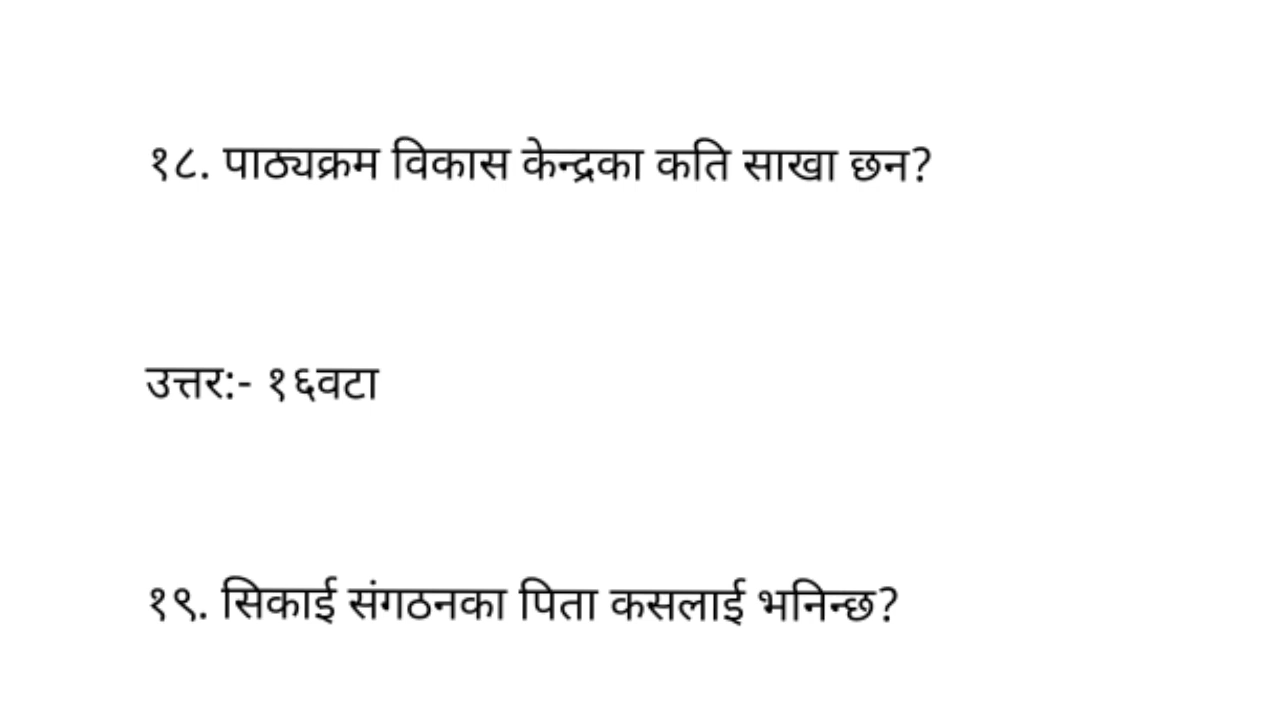 १८. पाठ्यक्रम विकास केन्द्रका कति साखा छन?
उत्तर:- १६वटा
१९. सिकाई संगठनका पिता कसलाई भनिन्छ?